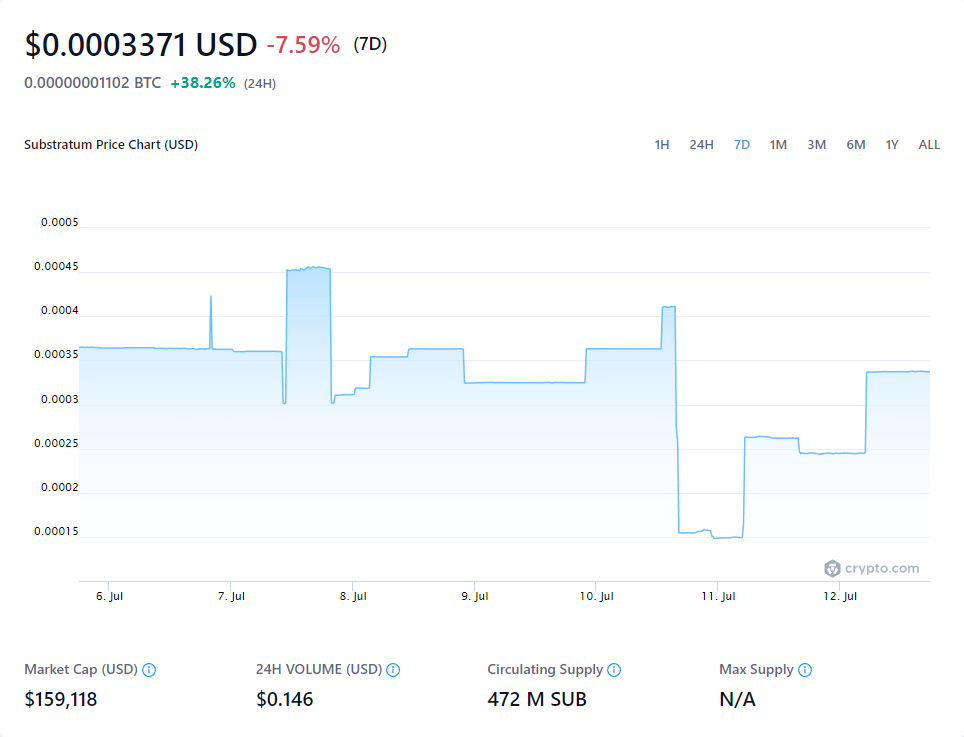 $0.0003371 USD -7.59% (7D)
0.00000001102 BTC +38.26% (24H)
Substratum Price Chart (USD) 1H 24H 7D 1M 3M 6M 1Y ALL
0.0005
0.00045
0.0004
0.00035
0.0003
0.00025
0.0002
0.00015
crypto.com
6. Jul 7. Jul 8. Jul 9. Jul 10. Jul 11. Jul 12. Jul
Market Cap (USD) 24H VOLUME (USD) Circulating Supply Max Supply
$159,118 $0.146 472 M SUB N/A